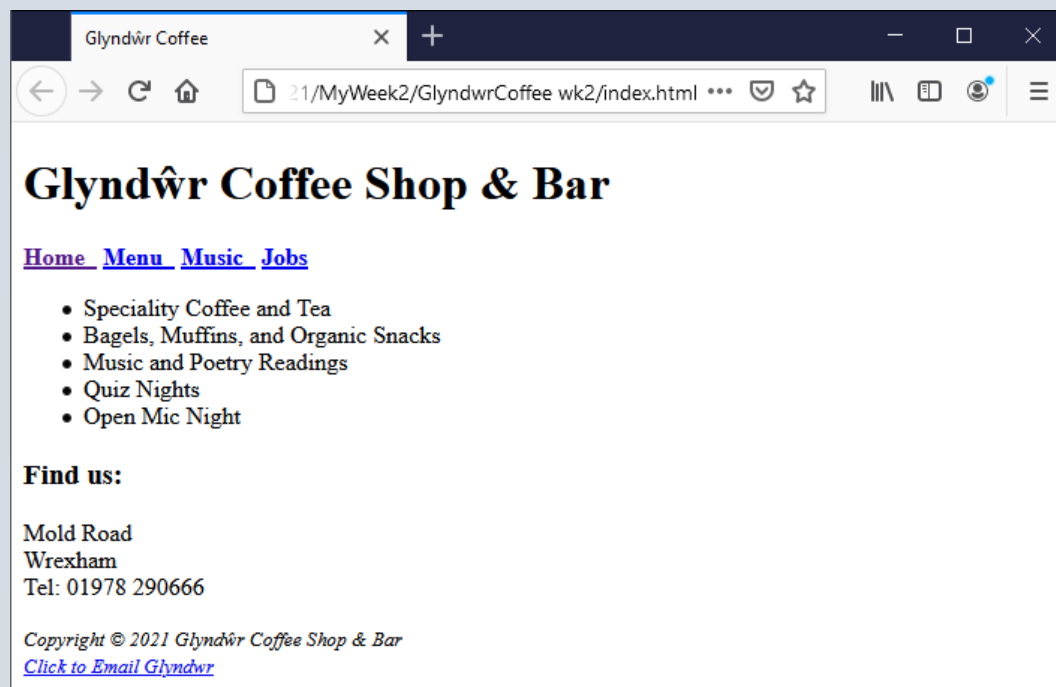 Glyndŵr Coffee
21/MyWeek2/GlyndwrCoffee wk2/index.html
Glyndŵr Coffee Shop & Bar
Home Menu Music Jobs
• Speciality Coffee and Tea
• Bagels, Muffins, and Organic Snacks
• Music and Poetry Readings
• Quiz Nights
• Open Mic Night
Find us:
Mold Road
Wrexham
Tel: 01978 290666
Copyright © 2021 Glyndŵr Coffee Shop & Bar
Click to Email Glyndwr